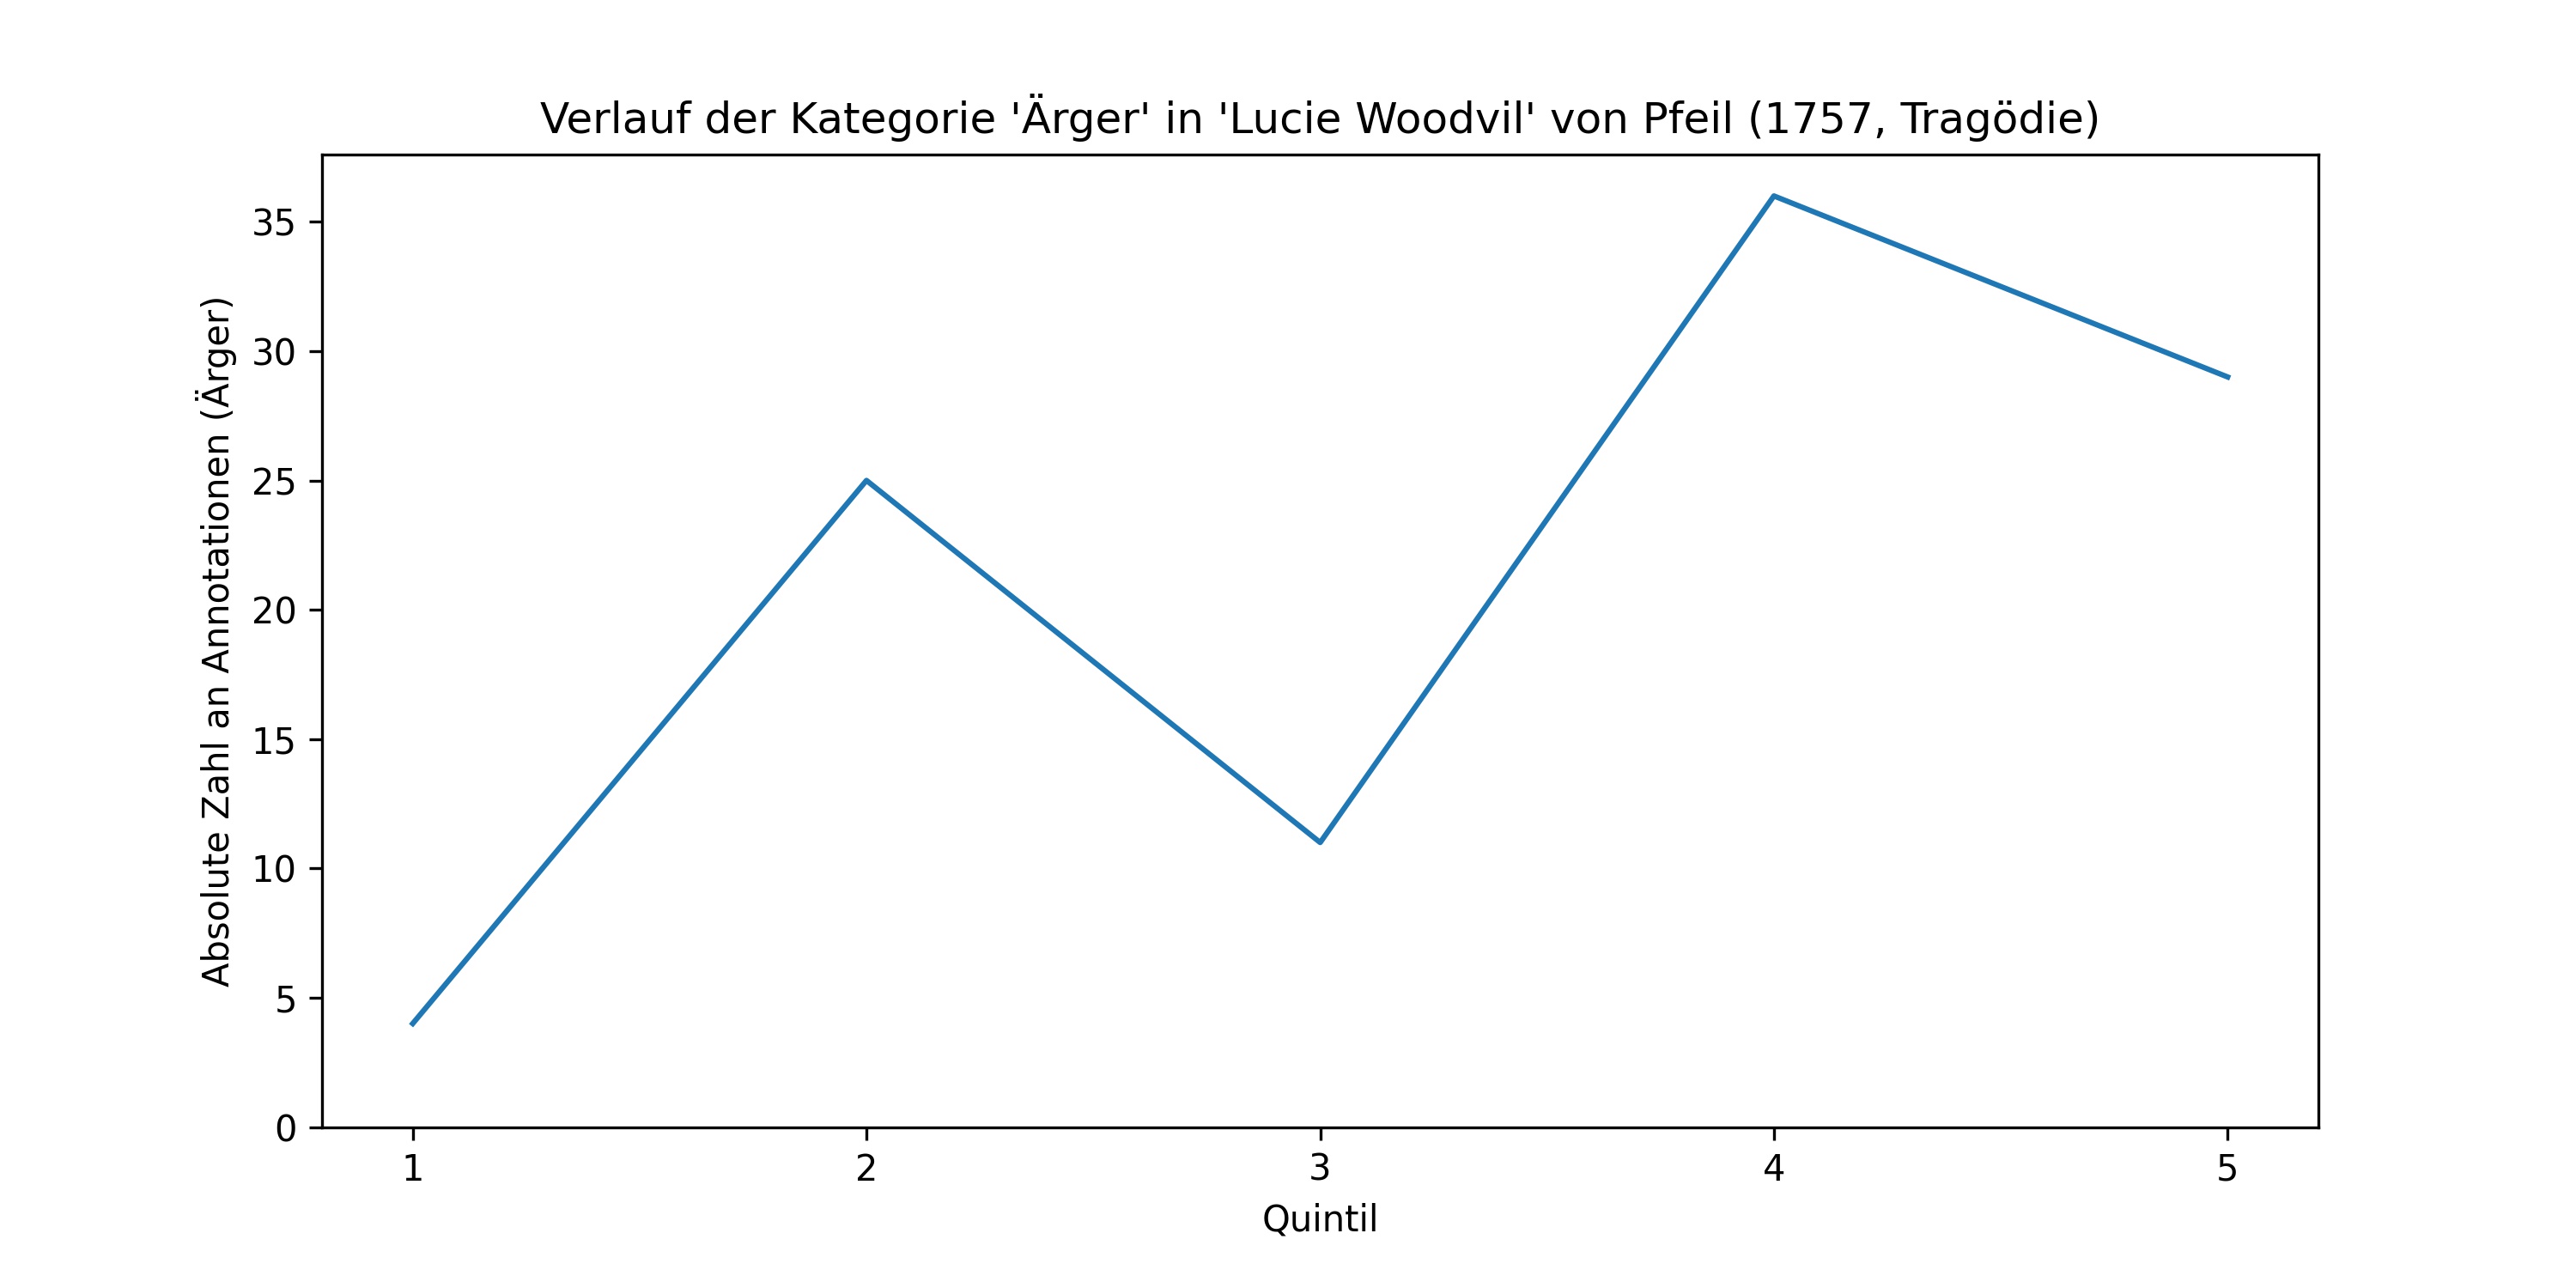 Verlauf der Kategorie 'Ärger' in 'Lucie Woodvil' von Pfeil (1757, Tragödie)
Absolute Zahl an Annotationen (Ärger)
35
30
25
20
15
10
5
0
1 2 3 4 5
Quintil